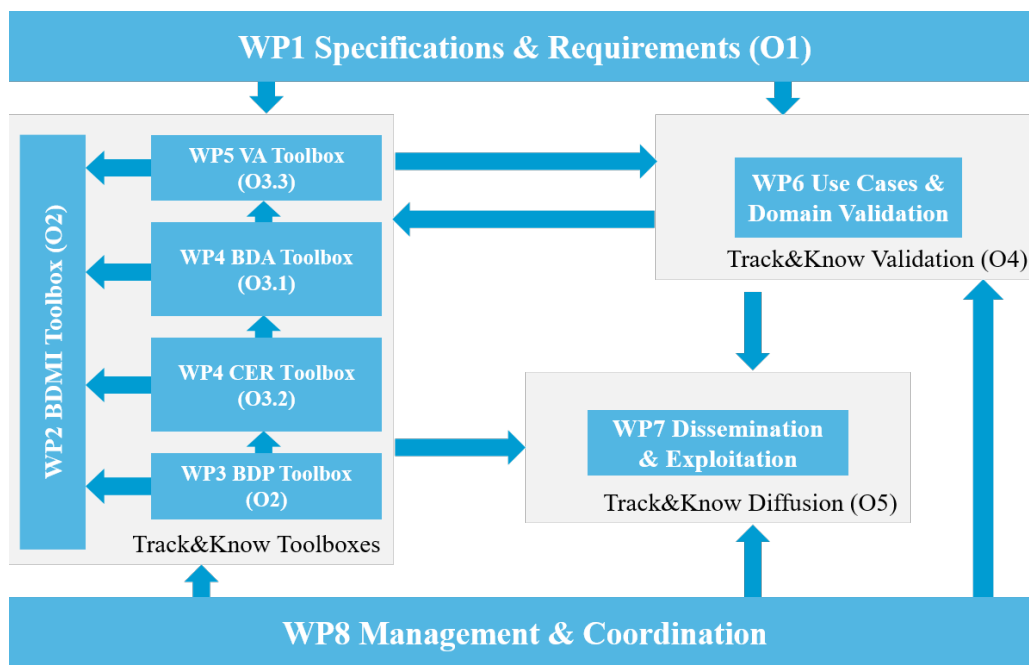 WP1 Specifications & Requirements (O1)
WP2 BDMI Toolbox (O2)
WP5 VA Toolbox
(O3.3)
WP4 BDA Toolbox
(O3.1)
WP4 CER Toolbox
(O3.2)
WP3 BDP Toolbox
(O2)
Track&Know Toolboxes
WP6 Use Cases &
Domain Validation
Track&Know Validation (O4)
WP7 Dissemination
& Exploitation
Track&Know Diffusion (O5)
WP8 Management & Coordination